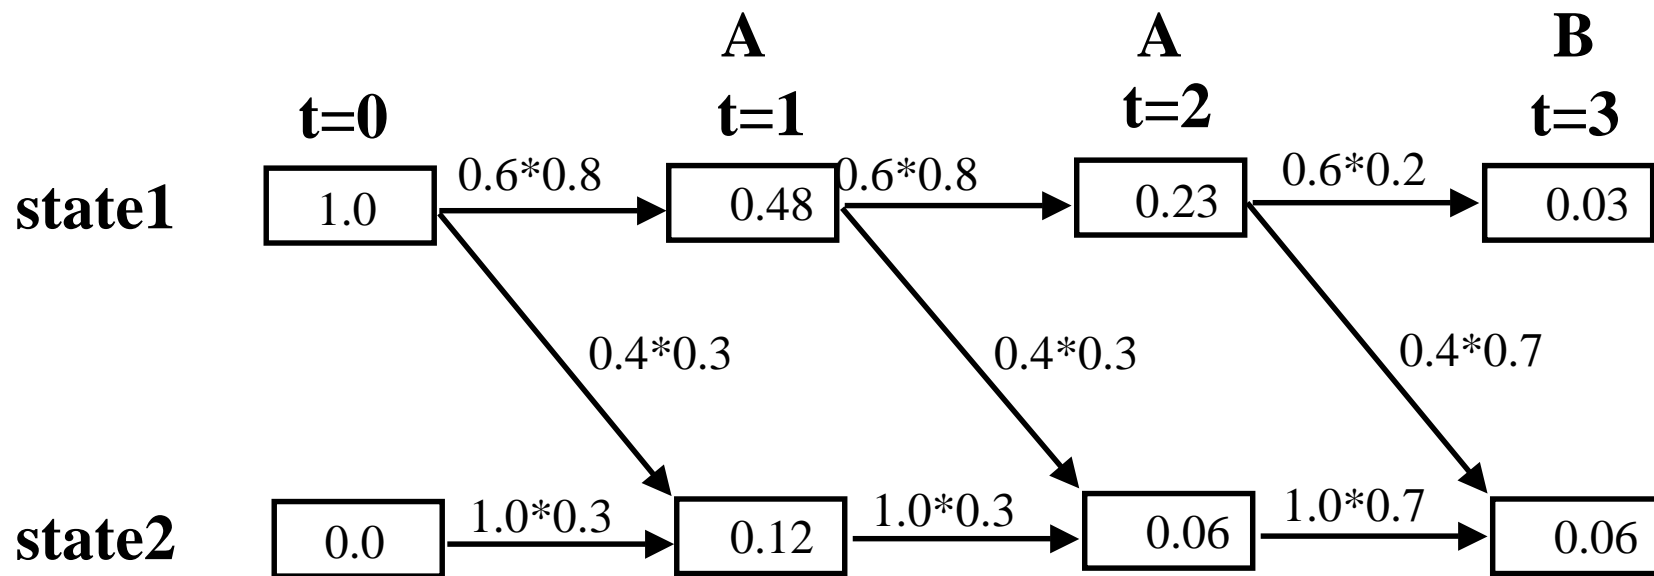 A A B
t=0 t=1 t=2 t=3
0.6*0.8 0.6*0.8 0.6*0.2
state1 1.0 0.48 0.23 0.03
0.4*0.3 0.4*0.3 0.4*0.7
1.0*0.3 1.0*0.3 1.0*0.7
state2 0.0 0.12 0.06 0.06